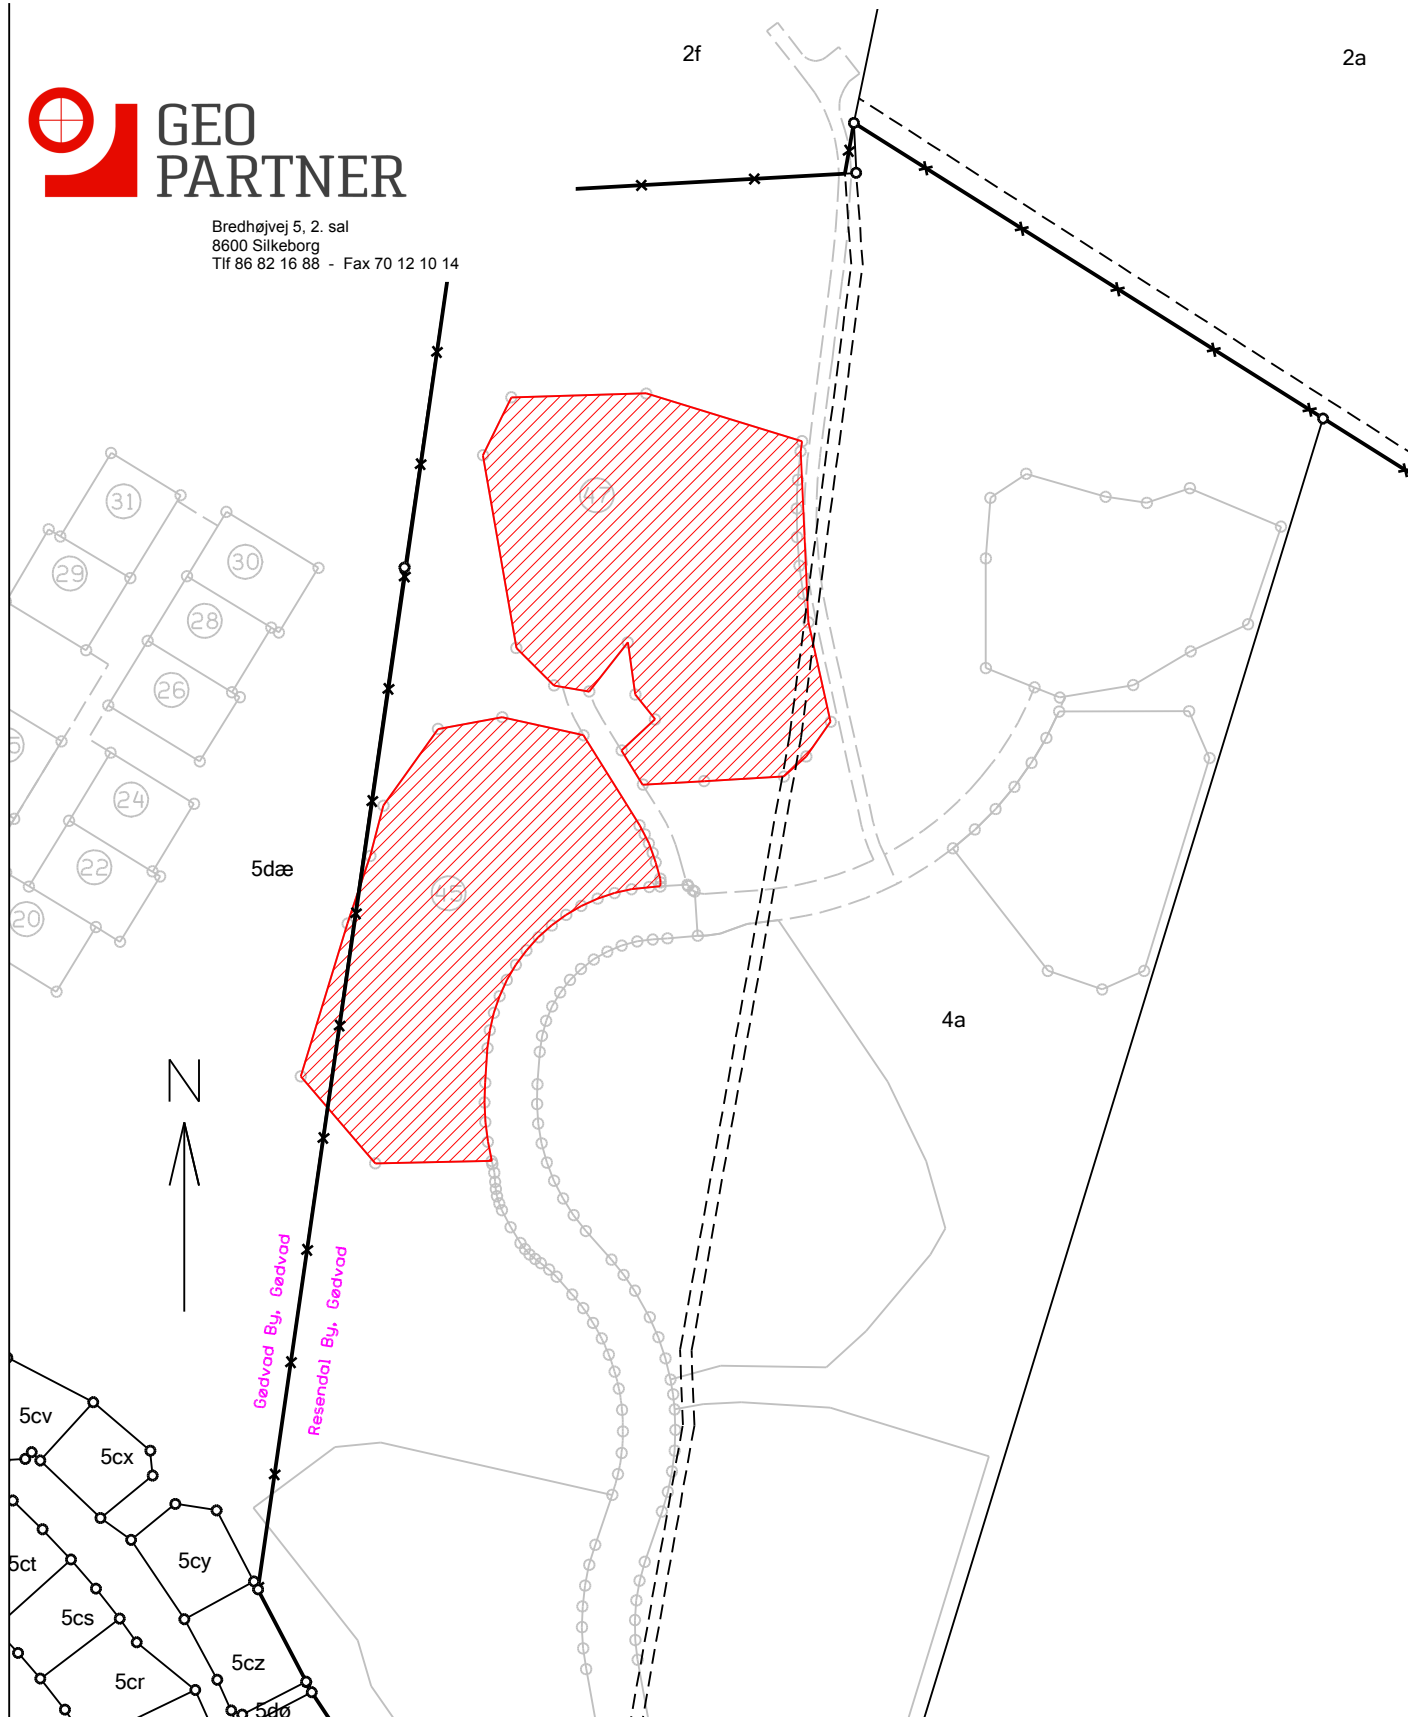 2f
2a
GEO
PARTNER
Bredhøjvej 5, 2. sal
8600 Silkeborg
Tlf 86 82 16 88 - Fax 70 12 10 14
31
47
30
29
28
26
24
22
5dæ
45
20
4a
N
Gødvad By, Gødvad
Resendal By, Gødvad
5cv
5cx
5cy
5ct
5cs
5cz
5cr
5dø